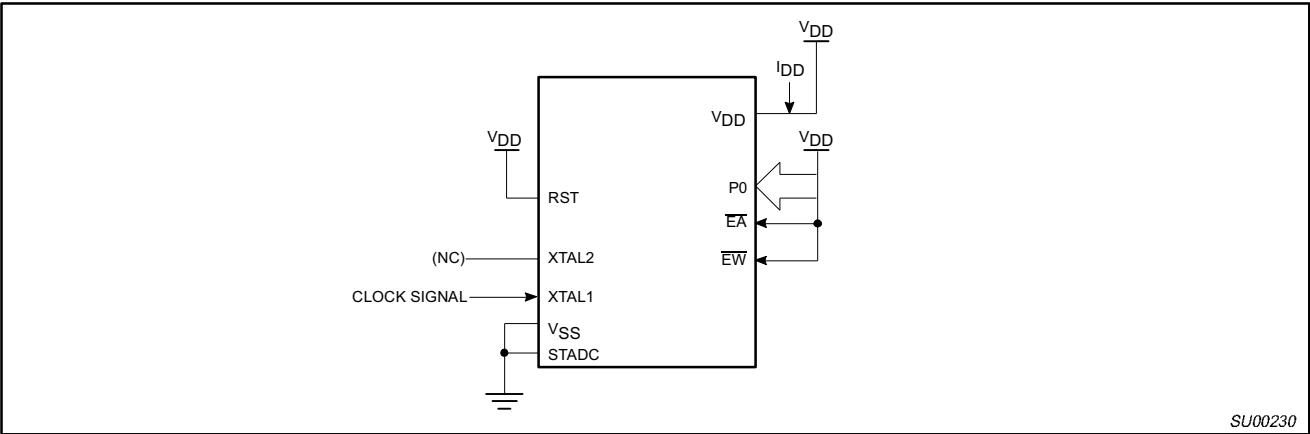 VDD
IDD
VDD
VDD
VDD
P0
RST
EA
(NC)
XTAL2
EW
CLOCK SIGNAL
XTAL1
VSS
STADC
SU00230